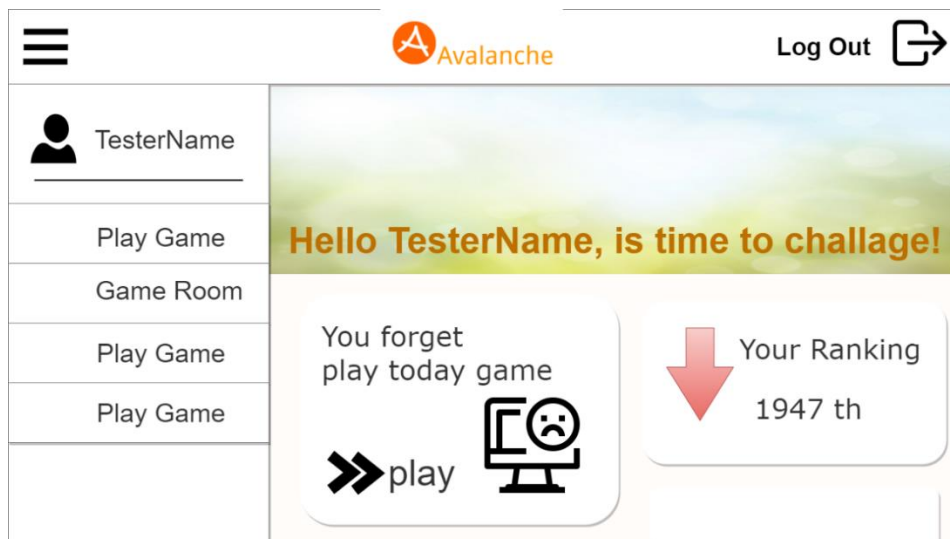 Avalanche
Log Out
TesterName
Play Game
Game Room
Play Game
Play Game
Hello TesterName, is time to challage!
You forget
play today game
play
Your Ranking
1947 th